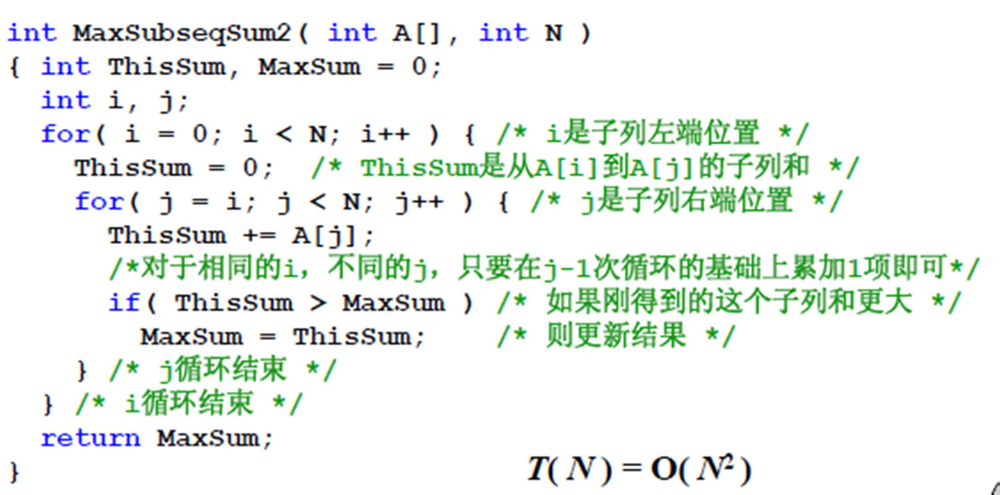 int MaxSubseqSum2( int A[], int N )
{ int ThisSum, MaxSum = 0;
int i, j;
for( i = 0; i < N; i++ ) { /* i是子列左端位置 */
ThisSum = 0; /* ThisSum是从A[i]到A[j]的子列和 */
for( j = i; j < N; j++ ) { /* j是子列右端位置 */
ThisSum += A[j];
/*对于相同的i，不同的j，只要在j-1次循环的基础上累加1项即可*/
if( ThisSum > MaxSum ) /* 如果刚得到的这个子列和更大 */
MaxSum = ThisSum; /* 则更新结果 */
} /* j循环结束 */
} /* i循环结束 */
return MaxSum;
}
T( N ) = O( N² )